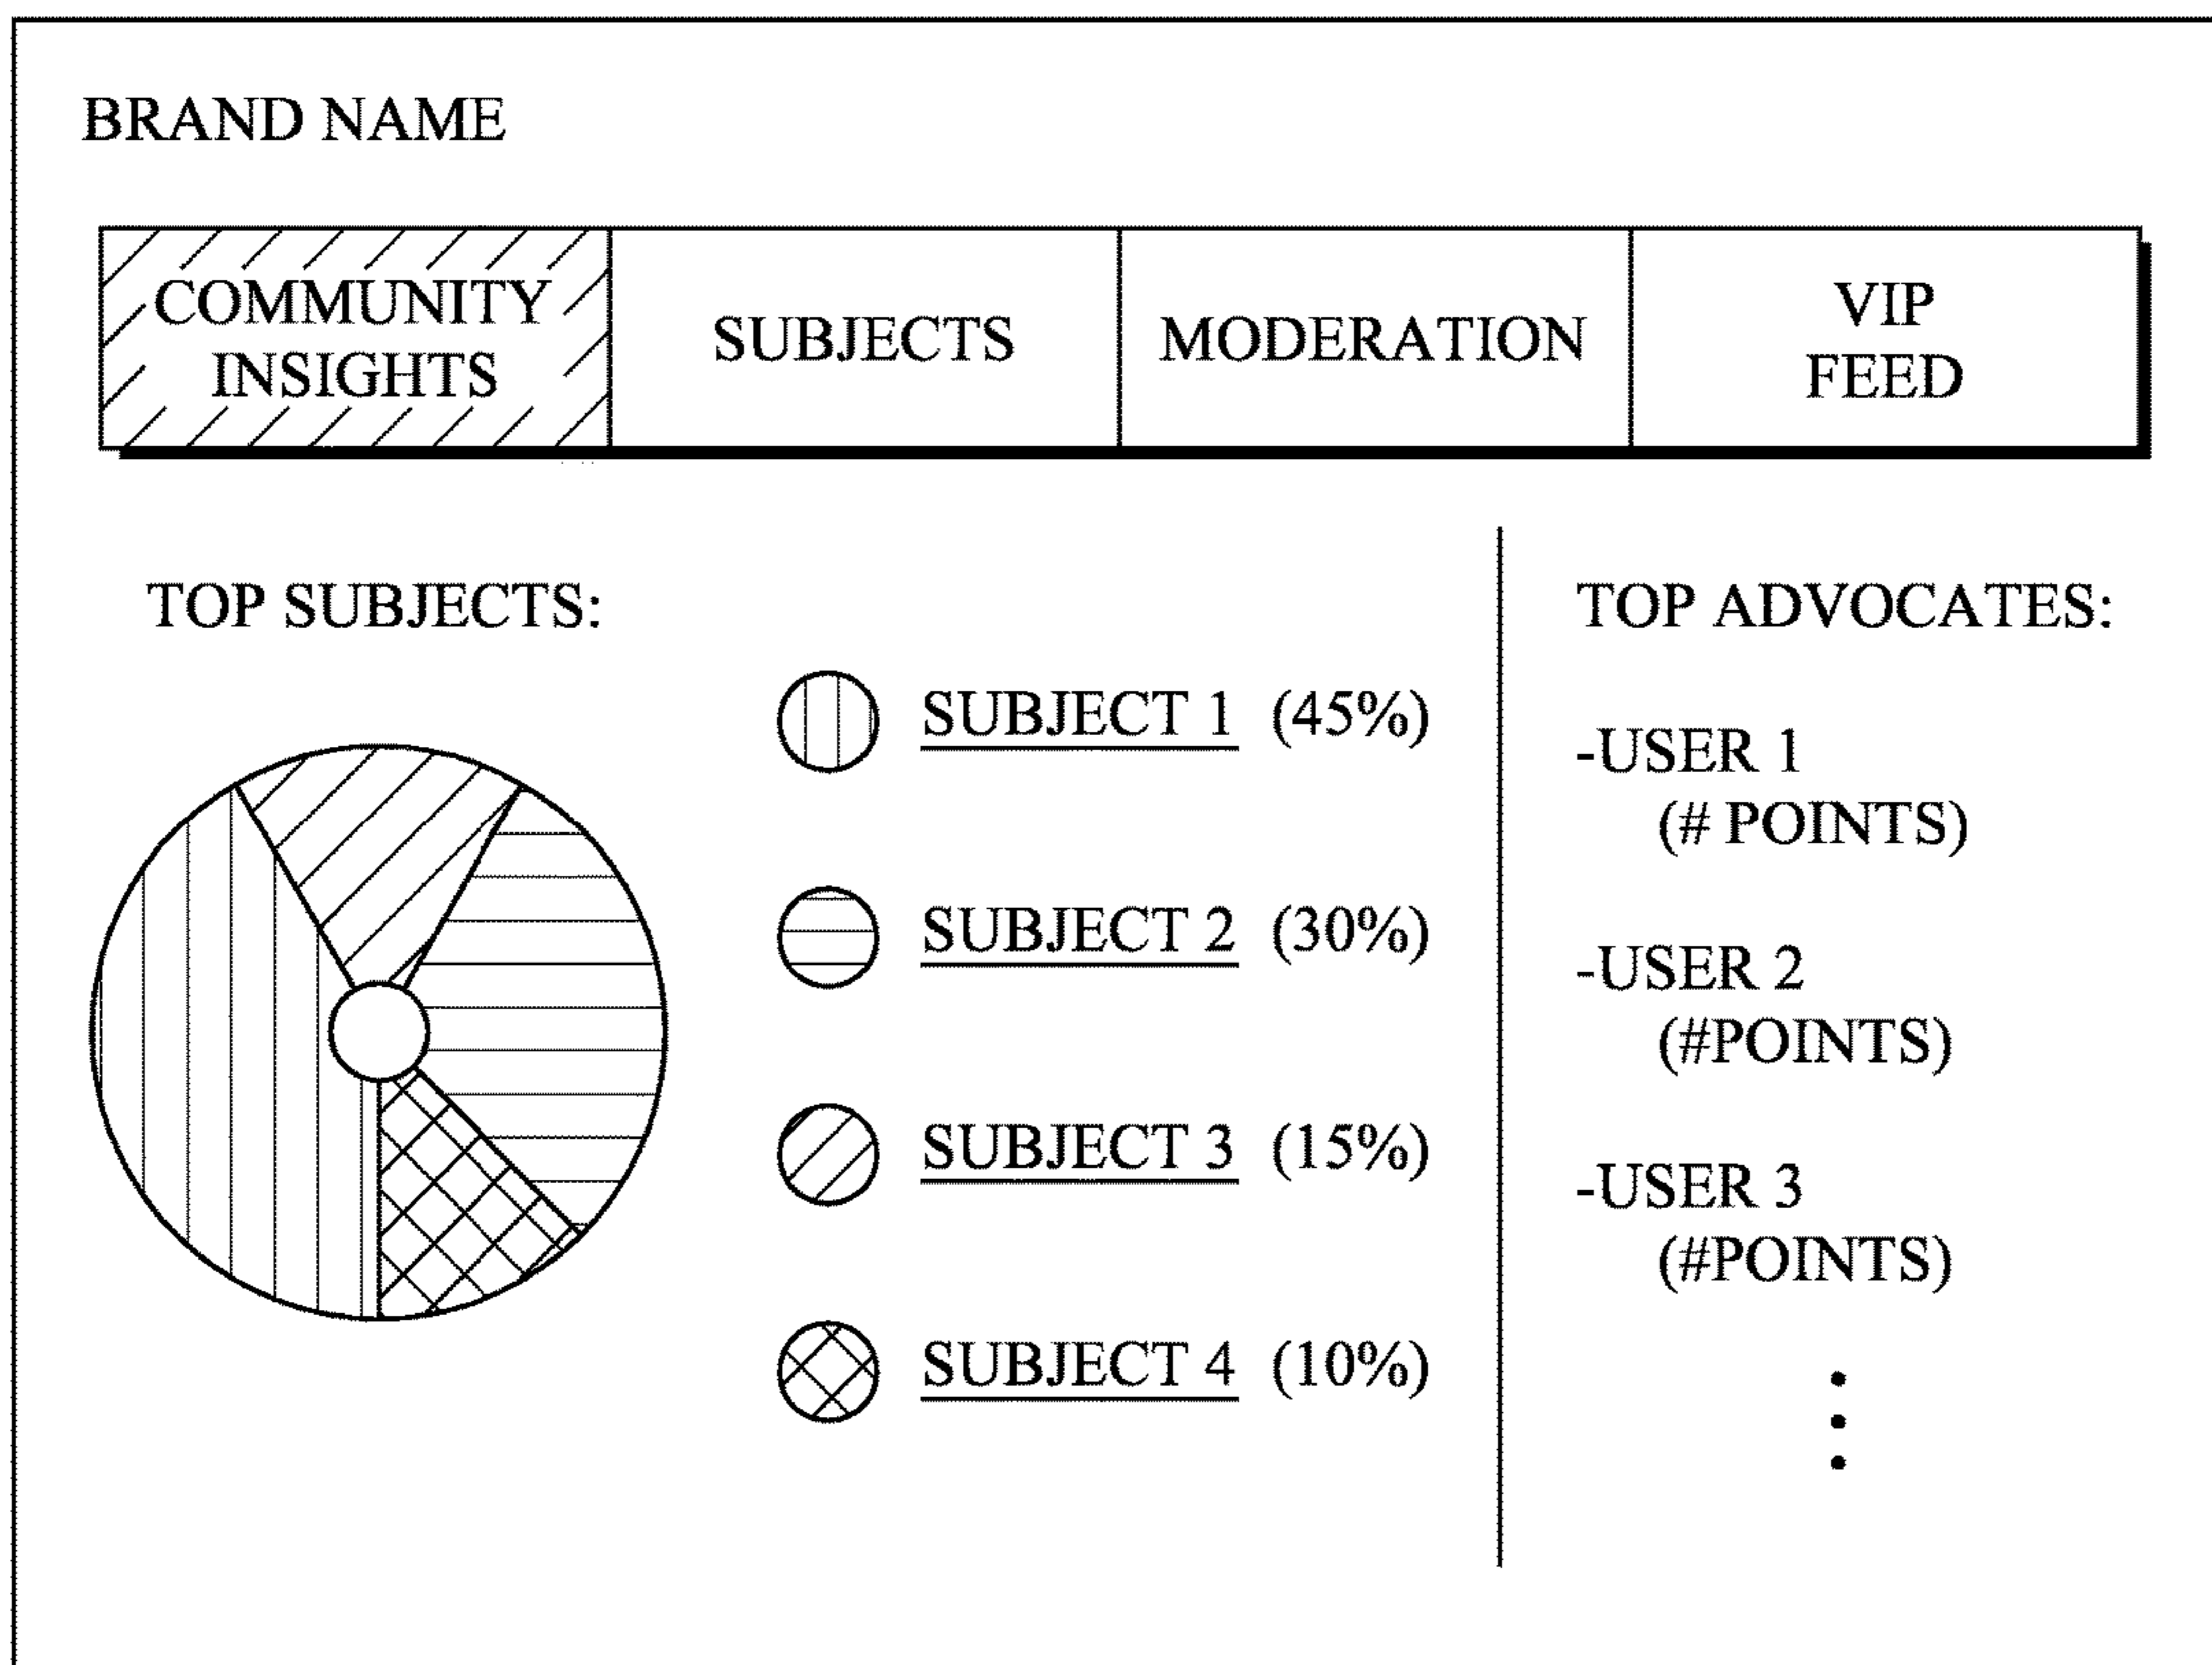 BRAND NAME
COMMUNITY
INSIGHTS
SUBJECTS
MODERATION
VIP
FEED
TOP SUBJECTS:
SUBJECT 1 (45%)
SUBJECT 2 (30%)
SUBJECT 3 (15%)
SUBJECT 4 (10%)
TOP ADVOCATES:
-USER 1
(# POINTS)
-USER 2
(#POINTS)
-USER 3
(#POINTS)